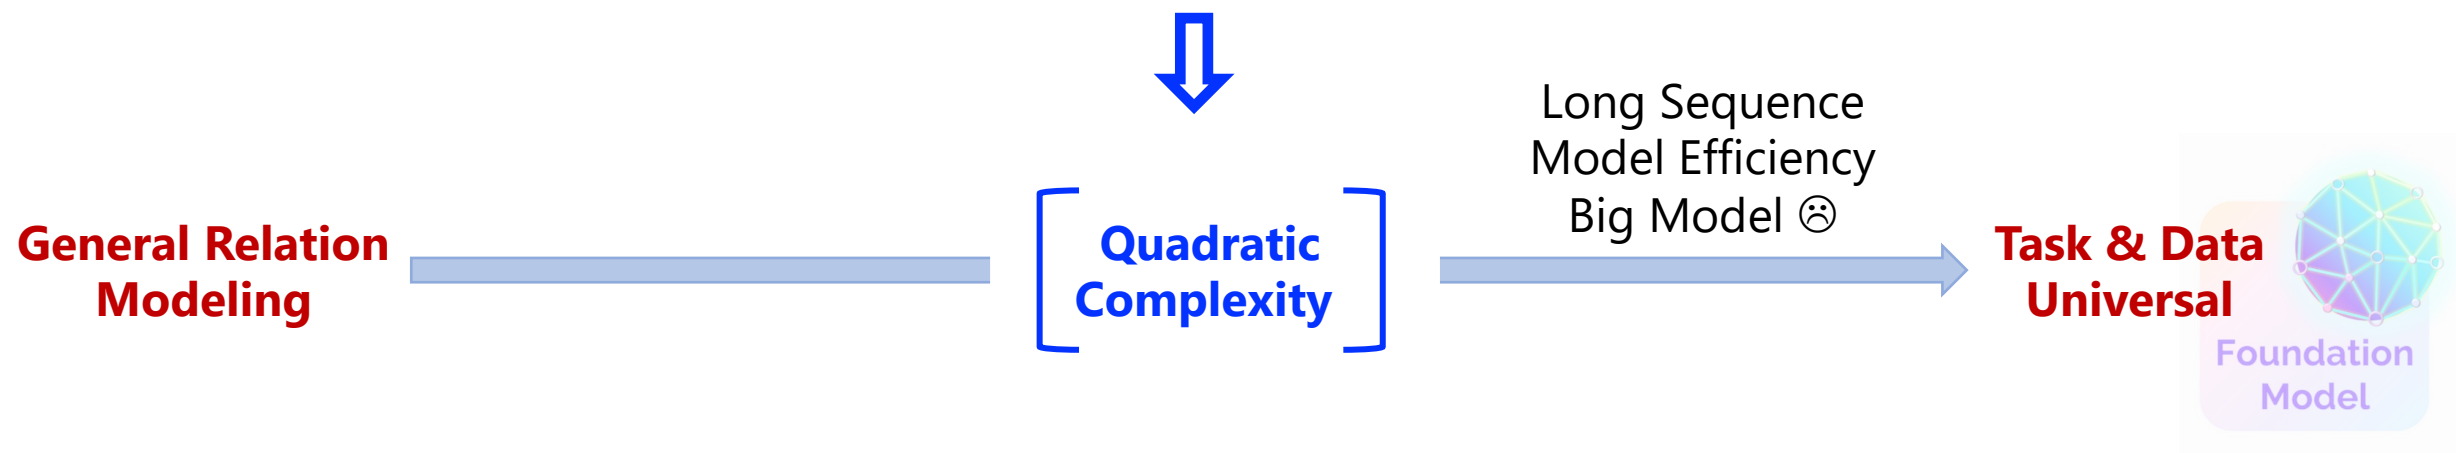 General Relation
Modeling
Quadratic
Complexity
Long Sequence
Model Efficiency
Big Model ☹
Task & Data
Universal
Foundation
Model